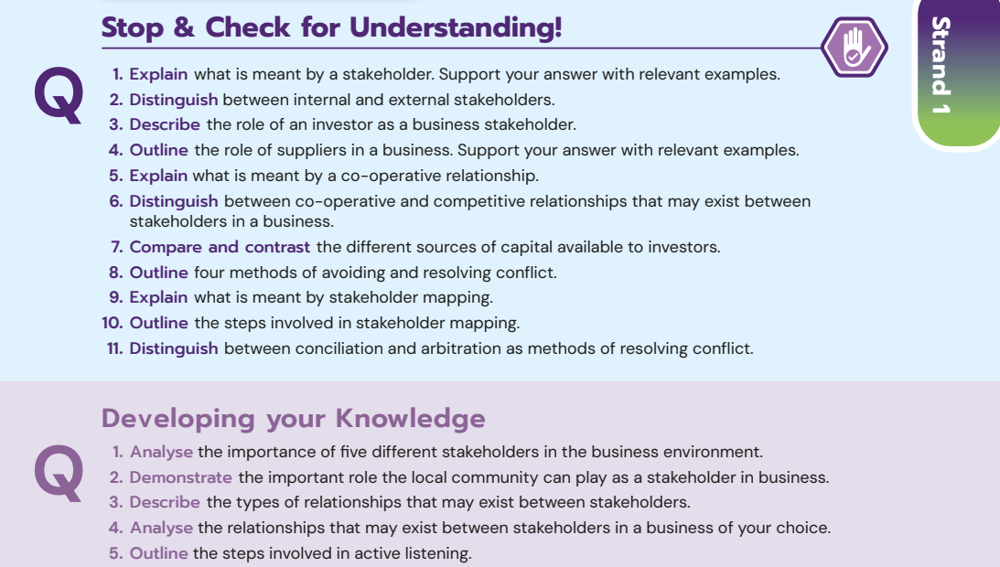 Stop & Check for Understanding!
Strand 1
Q
1. Explain what is meant by a stakeholder. Support your answer with relevant examples.
2. Distinguish between internal and external stakeholders.
3. Describe the role of an investor as a business stakeholder.
4. Outline the role of suppliers in a business. Support your answer with relevant examples.
5. Explain what is meant by a co-operative relationship.
6. Distinguish between co-operative and competitive relationships that may exist between
stakeholders in a business.
7. Compare and contrast the different sources of capital available to investors.
8. Outline four methods of avoiding and resolving conflict.
9. Explain what is meant by stakeholder mapping.
10. Outline the steps involved in stakeholder mapping.
11. Distinguish between conciliation and arbitration as methods of resolving conflict.
Developing your Knowledge
Q
1. Analyse the importance of five different stakeholders in the business environment.
2. Demonstrate the important role the local community can play as a stakeholder in business.
3. Describe the types of relationships that may exist between stakeholders.
4. Analyse the relationships that may exist between stakeholders in a business of your choice.
5. Outline the steps involved in active listening.